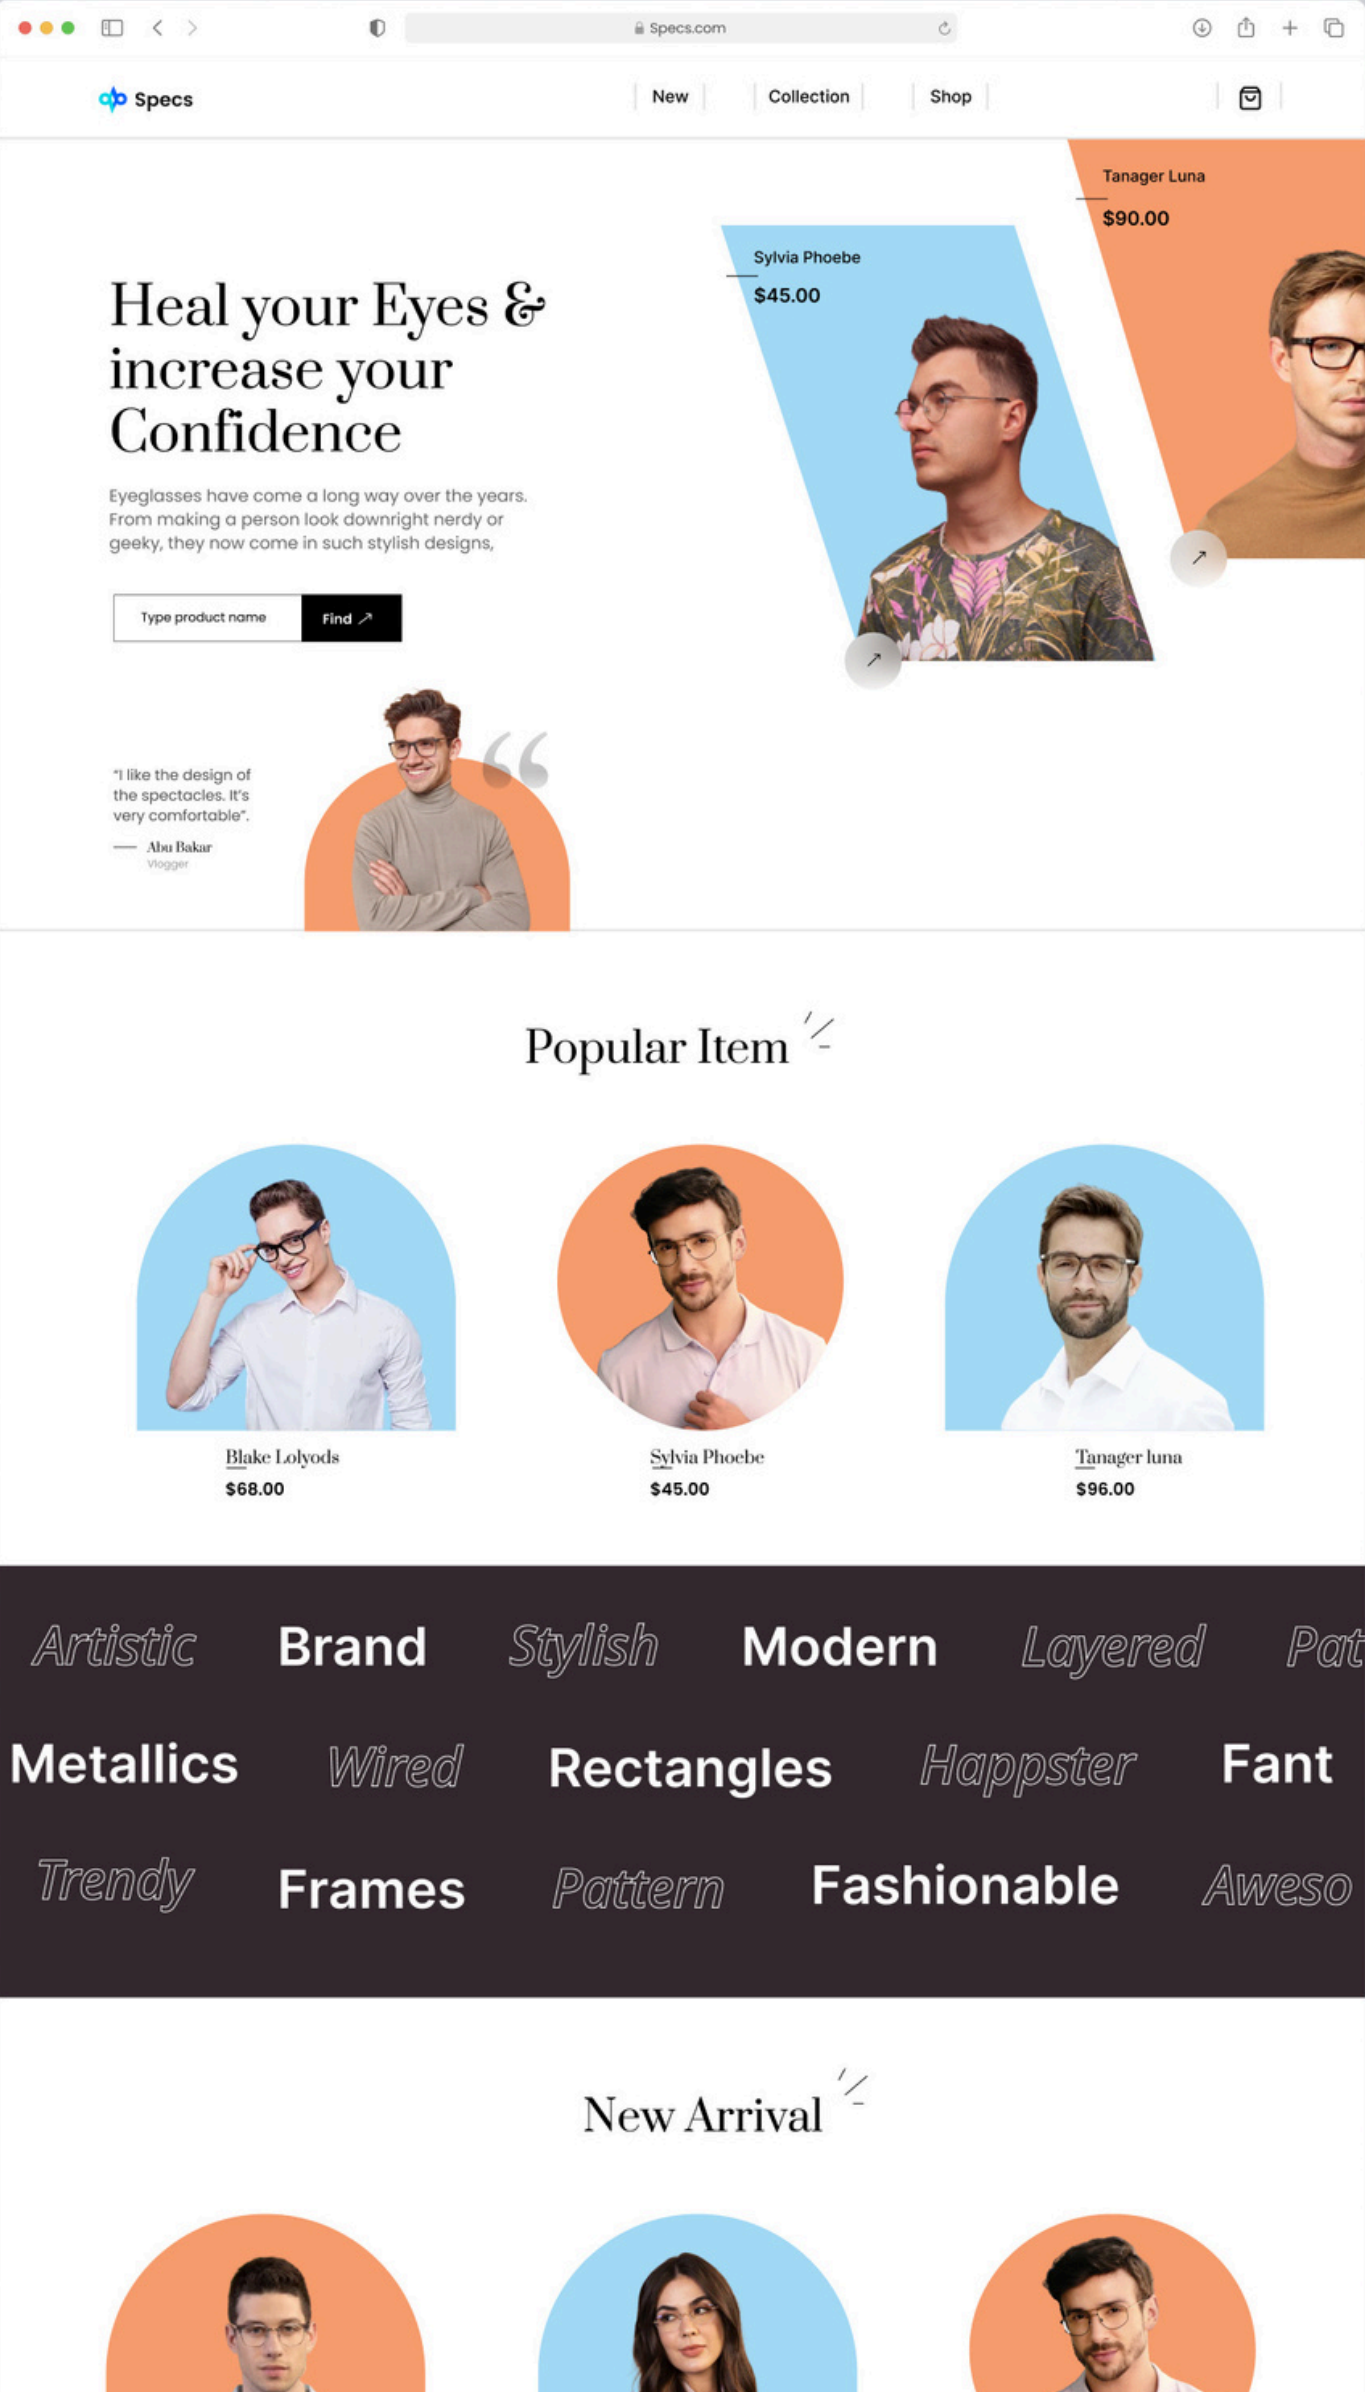 Specs.com
Specs
New
Collection
Shop
Tanager Luna
$90.00
Sylvia Phoebe
$45.00
Heal your Eyes &
increase your
Confidence
Eyeglasses have come a long way over the years.
From making a person look downright nerdy or
geeky, they now come in such stylish designs,
Type product name
Find
“I like the design of
the spectacles. It’s
very comfortable”.
Abu Bakar
Vlogger
Popular Item
Blake Lolyods
$68.00
Sylvia Phoebe
$45.00
Tanager luna
$96.00
Artistic Brand Stylish Modern Layered Pat
Metallics Wired Rectangles Happster Fant
Trendy Frames Pattern Fashionable Aweso
New Arrival